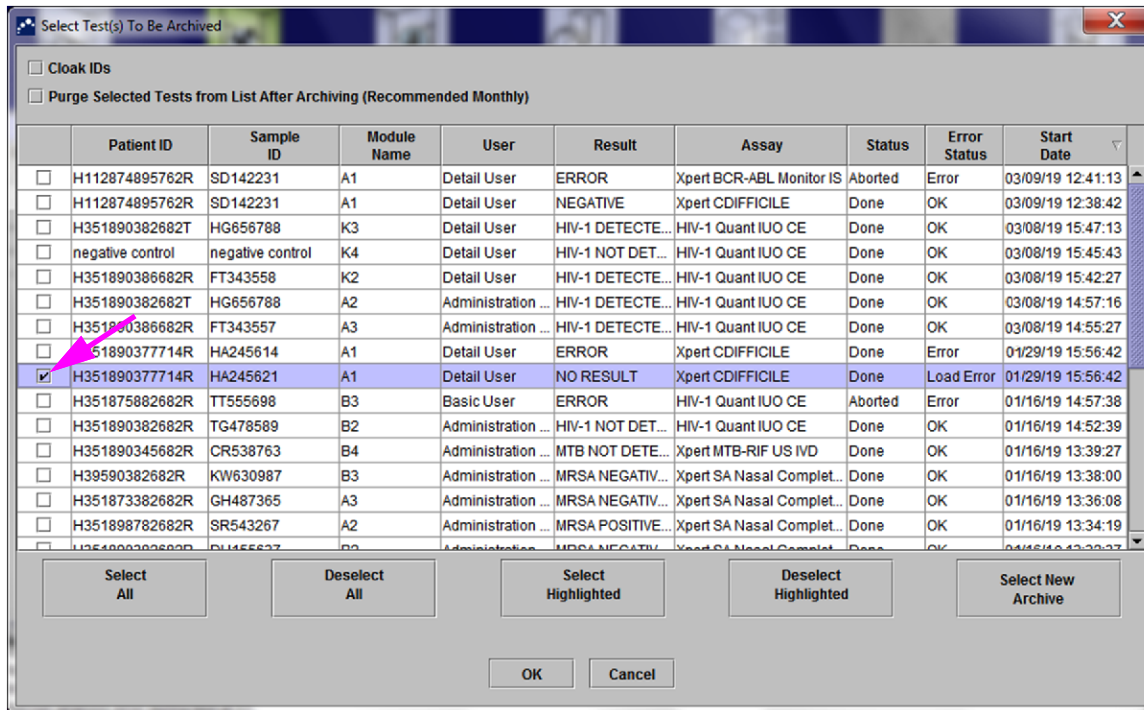 Select Test(s) To Be Archived
Cloak IDs
Purge Selected Tests from List After Archiving (Recommended Monthly)
Patient ID Sample ID Module Name User Result Assay Status Error Status Start Date
H112874895762R SD142231 A1 Detail User ERROR Xpert BCR-ABL Monitor IS Aborted Error 03/09/19 12:41:13
H112874895762R SD142231 A1 Detail User NEGATIVE Xpert CDIFFICILE Done OK 03/09/19 12:38:42
H351890382682T HG656788 K3 Detail User HIV-1 DETECTE... HIV-1 Quant IUO CE Done OK 03/08/19 15:47:13
negative control negative control K4 Detail User HIV-1 NOT DET... HIV-1 Quant IUO CE Done OK 03/08/19 15:45:43
H351890386682R FT343558 K2 Detail User HIV-1 DETECTE... HIV-1 Quant IUO CE Done OK 03/08/19 15:42:27
H351890382682T HG656788 A2 Administration ... HIV-1 DETECTE... HIV-1 Quant IUO CE Done OK 03/08/19 14:57:16
H351890386682R FT343557 A3 Administration ... HIV-1 DETECTE... HIV-1 Quant IUO CE Done OK 03/08/19 14:55:27
HA245614 A1 Detail User ERROR Xpert CDIFFICILE Done Error 01/29/19 15:56:42
H351890377714R HA245621 A1 Detail User NO RESULT Xpert CDIFFICILE Done Load Error 01/29/19 15:56:42
H351875882682R TT555698 B3 Basic User ERROR HIV-1 Quant IUO CE Aborted Error 01/16/19 14:57:38
H351890382682R TG478589 B2 Administration ... HIV-1 NOT DET... HIV-1 Quant IUO CE Done OK 01/16/19 14:52:39
H351890345682R CR538763 B4 Administration ... MTB NOT DETE... Xpert MTB-RIF US IVD Done OK 01/16/19 13:39:27
H39590382682R KW630987 B3 Administration ... MRSA NEGATIV... Xpert SA Nasal Complet... Done OK 01/16/19 13:38:00
H351873382682R GH487365 A3 Administration ... MRSA NEGATIV... Xpert SA Nasal Complet... Done OK 01/16/19 13:36:08
H351898782682R SR543267 A2 Administration ... MRSA POSITIVE... Xpert SA Nasal Complet... Done OK 01/16/19 13:34:19
Select All Deselect All Select Highlighted Deselect Highlighted Select New Archive
OK Cancel